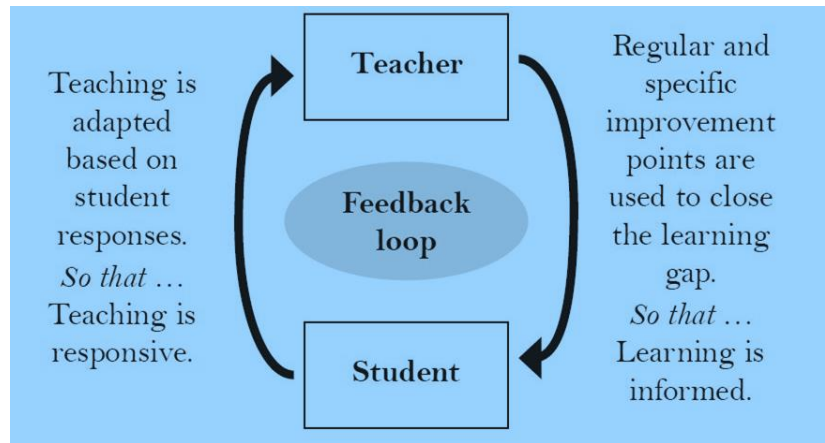 Teacher
Teaching is
adapted
based on
student
responses.
So that …
Teaching is
responsive.
Feedback
loop
Regular and
specific
improvement
points are
used to close
the learning
gap.
So that …
Learning is
informed.
Student